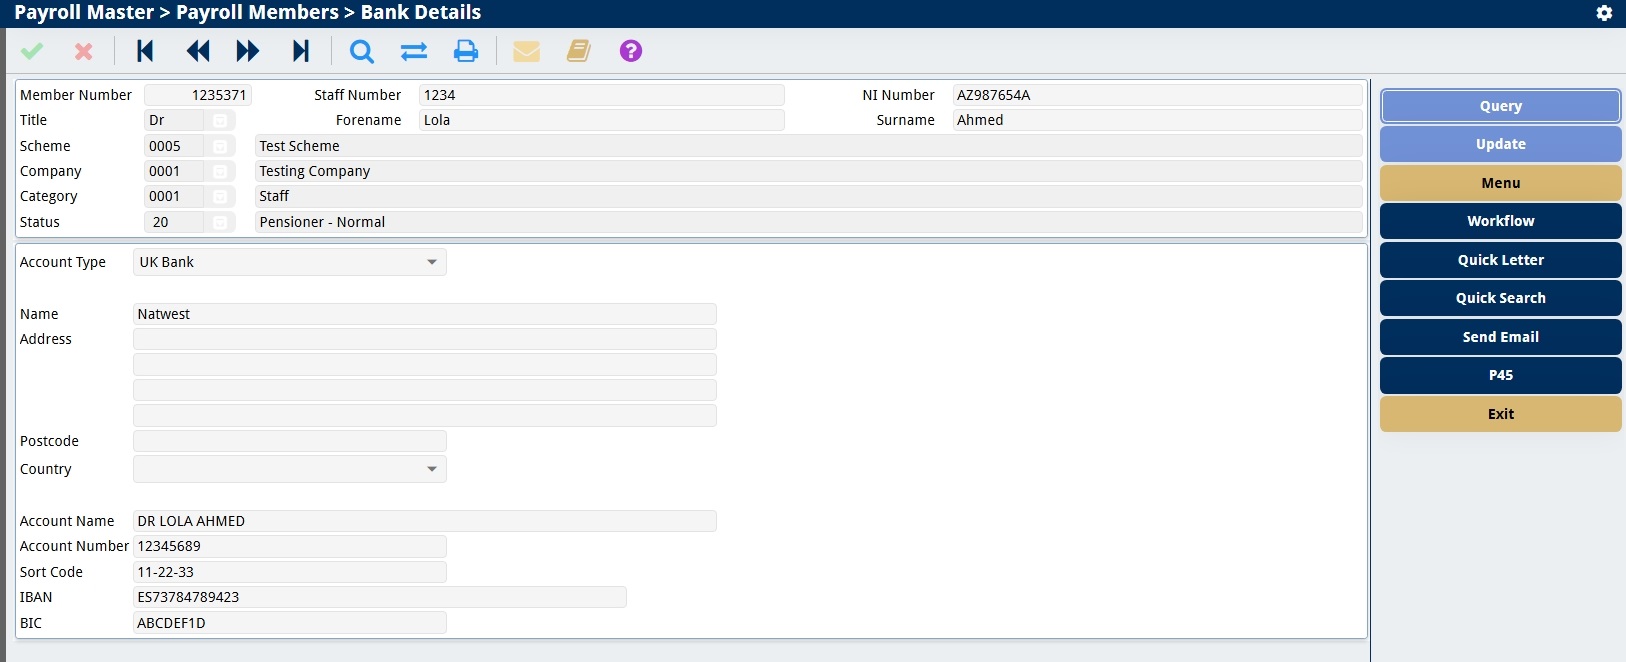 Payroll Master > Payroll Members > Bank Details
?
Member Number 1235371 Staff Number 1234 NI Number AZ987654A
Title Dr Forename Lola Surname Ahmed
Scheme 0005 Test Scheme
Company 0001 Testing Company
Category 0001 Staff
Status 20 Pensioner - Normal
Account Type UK Bank
Name Natwest
Address
Postcode
Country
Account Name DR LOLA AHMED
Account Number 12345689
Sort Code 11-22-33
IBAN ES73784789423
BIC ABCDEF1D
Query
Update
Menu
Workflow
Quick Letter
Quick Search
Send Email
P45
Exit